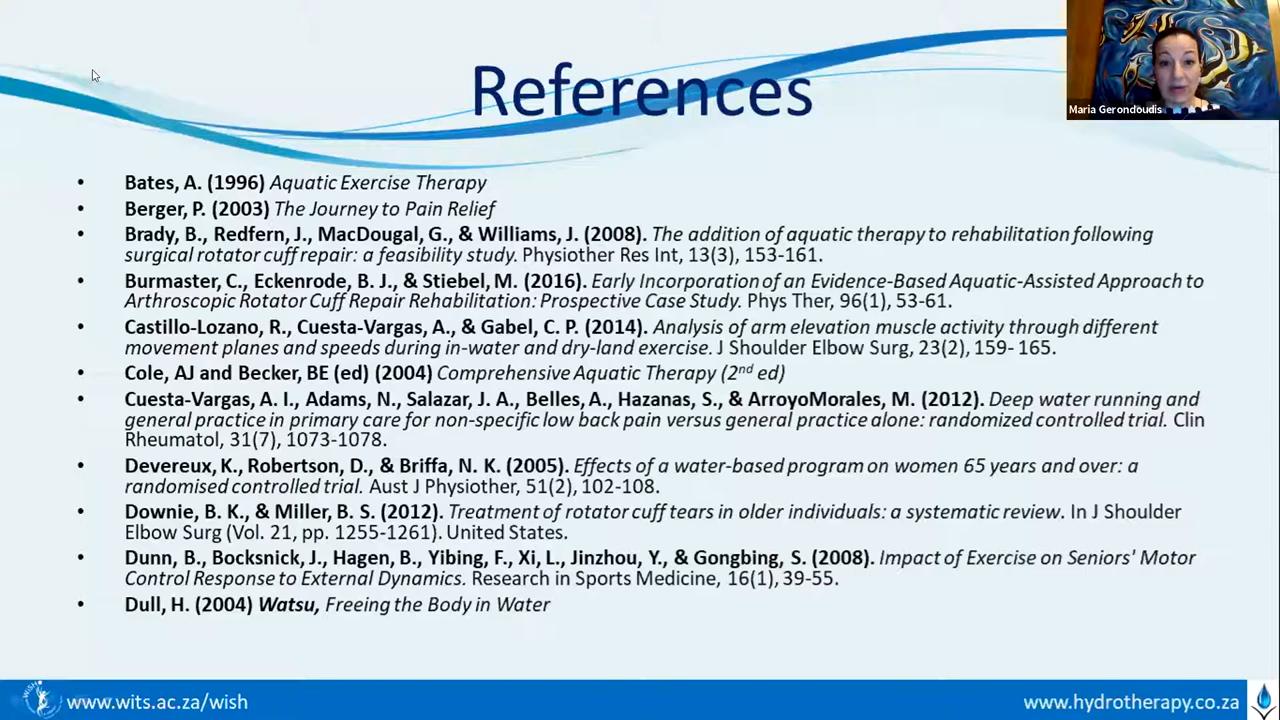 References
Maria Gerondoudis
• Bates, A. (1996) Aquatic Exercise Therapy
• Berger, P. (2003) The Journey to Pain Relief
• Brady, B., Redfern, J., MacDougal, G., & Williams, J. (2008). The addition of aquatic therapy to rehabilitation following
surgical rotator cuff repair: a feasibility study. Physiother Res Int, 13(3), 153-161.
• Burmaster, C., Eckenrode, B. J., & Stiebel, M. (2016). Early Incorporation of an Evidence-Based Aquatic-Assisted Approach to
Arthroscopic Rotator Cuff Repair Rehabilitation: Prospective Case Study. Phys Ther, 96(1), 53-61.
• Castillo-Lozano, R., Cuesta-Vargas, A., & Gabel, C. P. (2014). Analysis of arm elevation muscle activity through different
movement planes and speeds during in-water and dry-land exercise. J Shoulder Elbow Surg, 23(2), 159- 165.
• Cole, AJ and Becker, BE (ed) (2004) Comprehensive Aquatic Therapy (2nd ed)
• Cuesta-Vargas, A. I., Adams, N., Salazar, J. A., Belles, A., Hazanas, S., & ArroyoMorales, M. (2012). Deep water running and
general practice in primary care for non-specific low back pain versus general practice alone: randomized controlled trial. Clin
Rheumatol, 31(7), 1073-1078.
• Devereux, K., Robertson, D., & Briffa, N. K. (2005). Effects of a water-based program on women 65 years and over: a
randomised controlled trial. Aust J Physiother, 51(2), 102-108.
• Downie, B. K., & Miller, B. S. (2012). Treatment of rotator cuff tears in older individuals: a systematic review. In J Shoulder
Elbow Surg (Vol. 21, pp. 1255-1261). United States.
• Dunn, B., Bocksnick, J., Hagen, B., Yibing, F., Xi, L., Jinzhou, Y., & Gongbing, S. (2008). Impact of Exercise on Seniors' Motor
Control Response to External Dynamics. Research in Sports Medicine, 16(1), 39-55.
• Dull, H. (2004) Watsu, Freeing the Body in Water
WISH
www.wits.ac.za/wish
www.hydrotherapy.co.za